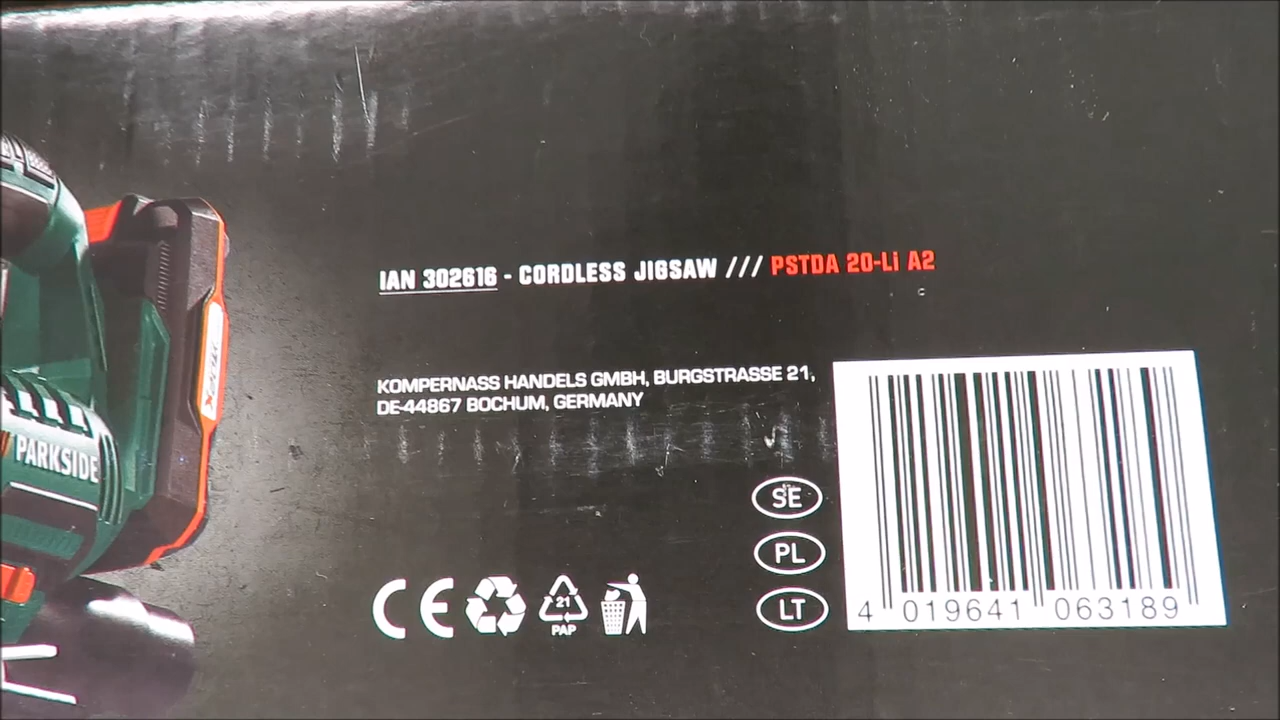 IAN 302616 - CORDLESS JIGSAW /// PSTDA 20-Li A2
KOMPERNASS HANDELS GMBH, BURGSTRASSE 21,
DE-44867 BOCHUM, GERMANY
PARKSIDE
SE
PL
LT
CE
21
PAP
4 019641 063189